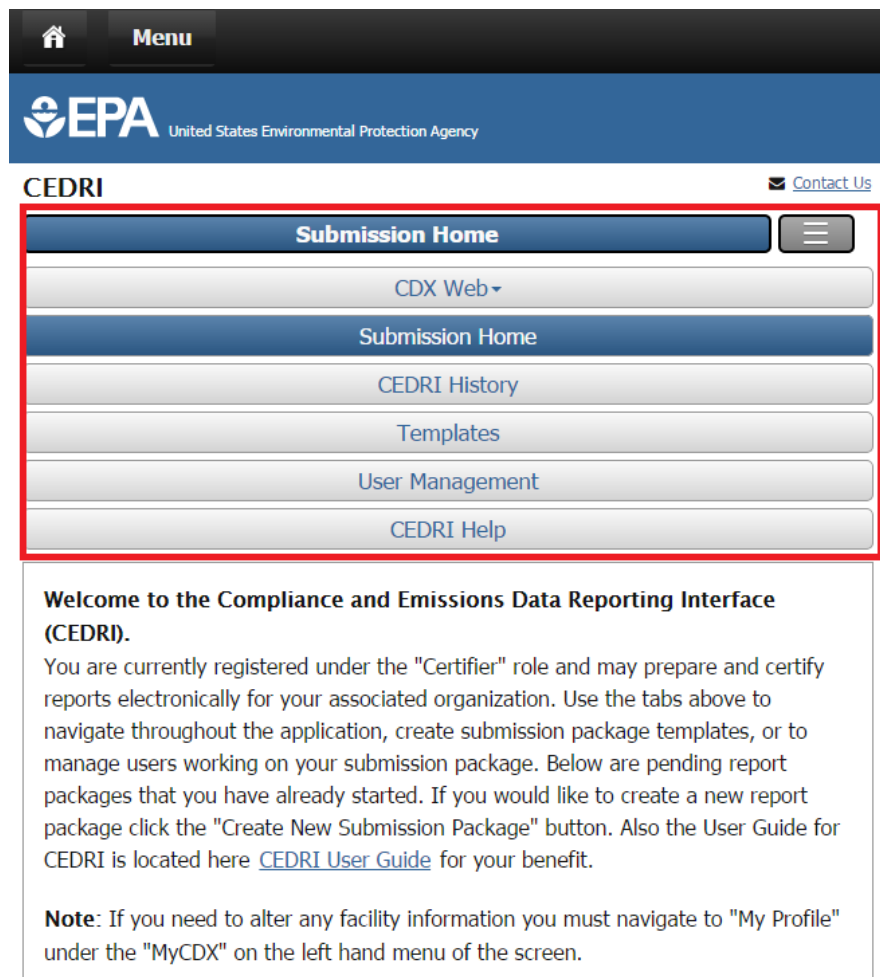 Menu
EPA United States Environmental Protection Agency
CEDRI Contact Us
Submission Home
CDX Web
Submission Home
CEDRI History
Templates
User Management
CEDRI Help
Welcome to the Compliance and Emissions Data Reporting Interface
(CEDRI).
You are currently registered under the "Certifier" role and may prepare and certify
reports electronically for your associated organization. Use the tabs above to
navigate throughout the application, create submission package templates, or to
manage users working on your submission package. Below are pending report
packages that you have already started. If you would like to create a new report
package click the "Create New Submission Package" button. Also the User Guide for
CEDRI is located here CEDRI User Guide for your benefit.
Note: If you need to alter any facility information you must navigate to "My Profile"
under the "MyCDX" on the left hand menu of the screen.